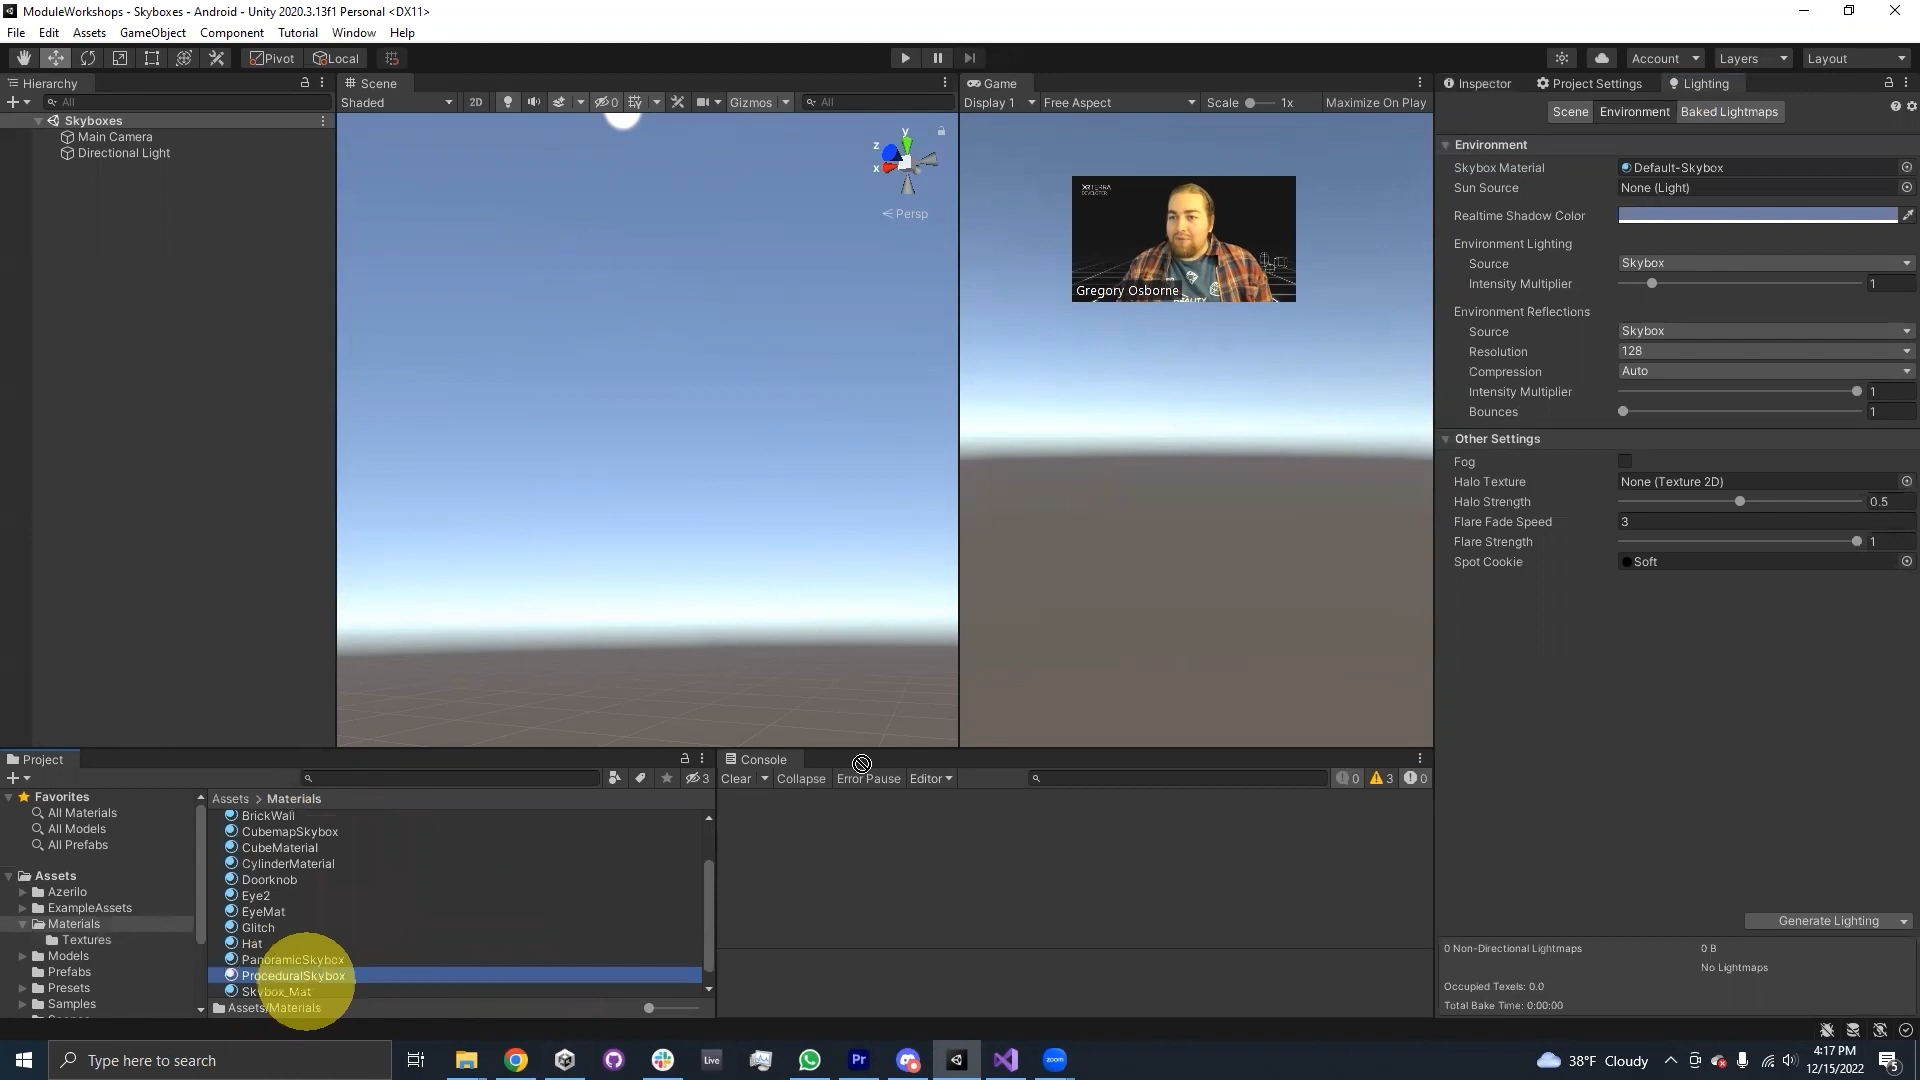 ModuleWorkshops - Skyboxes - Android - Unity 2020.3.13f1 Personal <DX11>
File Edit Assets GameObject Component Tutorial Window Help
Pivot Local Account Layers Layout
Hierarchy
All
Skyboxes
Main Camera
Directional Light
Scene
Shaded 2D 0 Gizmos All
y
z
x
Persp
Game
Display 1 Free Aspect Scale 1x Maximize On Play
XRTERRA
DEVELOPER
Gregory Osborne
Inspector Project Settings Lighting
Scene Environment Baked Lightmaps
Environment
Skybox Material Default-Skybox
Sun Source None (Light)
Realtime Shadow Color
Environment Lighting
Source Skybox
Intensity Multiplier 1
Environment Reflections
Source Skybox
Resolution 128
Compression Auto
Intensity Multiplier 1
Bounces 1
Other Settings
Fog
Halo Texture None (Texture 2D)
Halo Strength 0.5
Flare Fade Speed 3
Flare Strength 1
Spot Cookie Soft
Generate Lighting
0 Non-Directional Lightmaps 0 B
No Lightmaps
Occupied Texels: 0.0
Total Bake Time: 0:00:00
Project
3
Favorites
All Materials
All Models
All Prefabs
Assets
Azerilo
ExampleAssets
Materials
Textures
Models
Prefabs
Presets
Samples
Assets > Materials
BrickWall
CubemapSkybox
CubeMaterial
CylinderMaterial
Doorknob
Eye2
EyeMat
Glitch
Hat
PanoramicSkybox
ProceduralSkybox
Skybox_Mat
Assets/Materials
Console
Clear Collapse Error Pause Editor 0 3 0
Type here to search
Live
Pr
zoom
38°F Cloudy
4:17 PM
12/15/2022
5